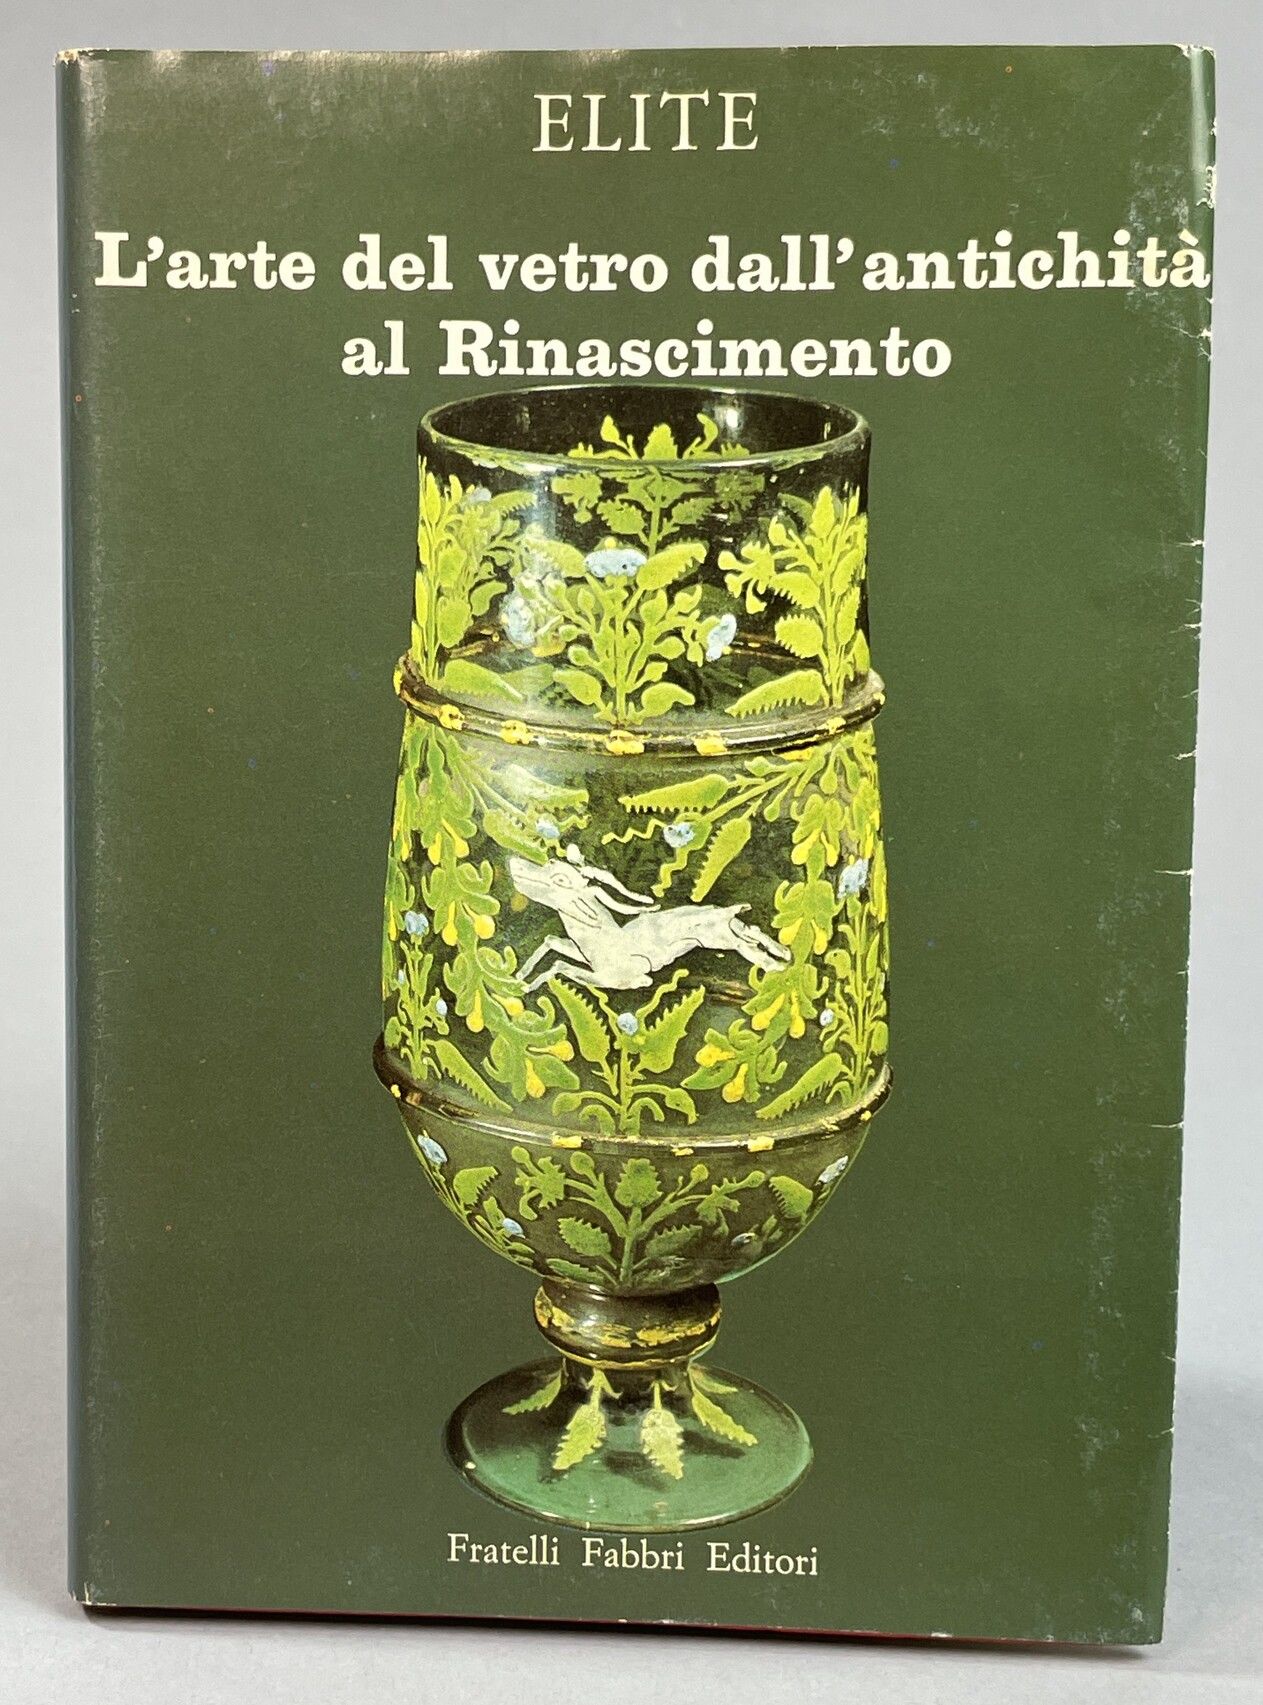 ELITE
L'arte del vetro dall'antichità
al Rinascimento
Fratelli Fabbri Editori